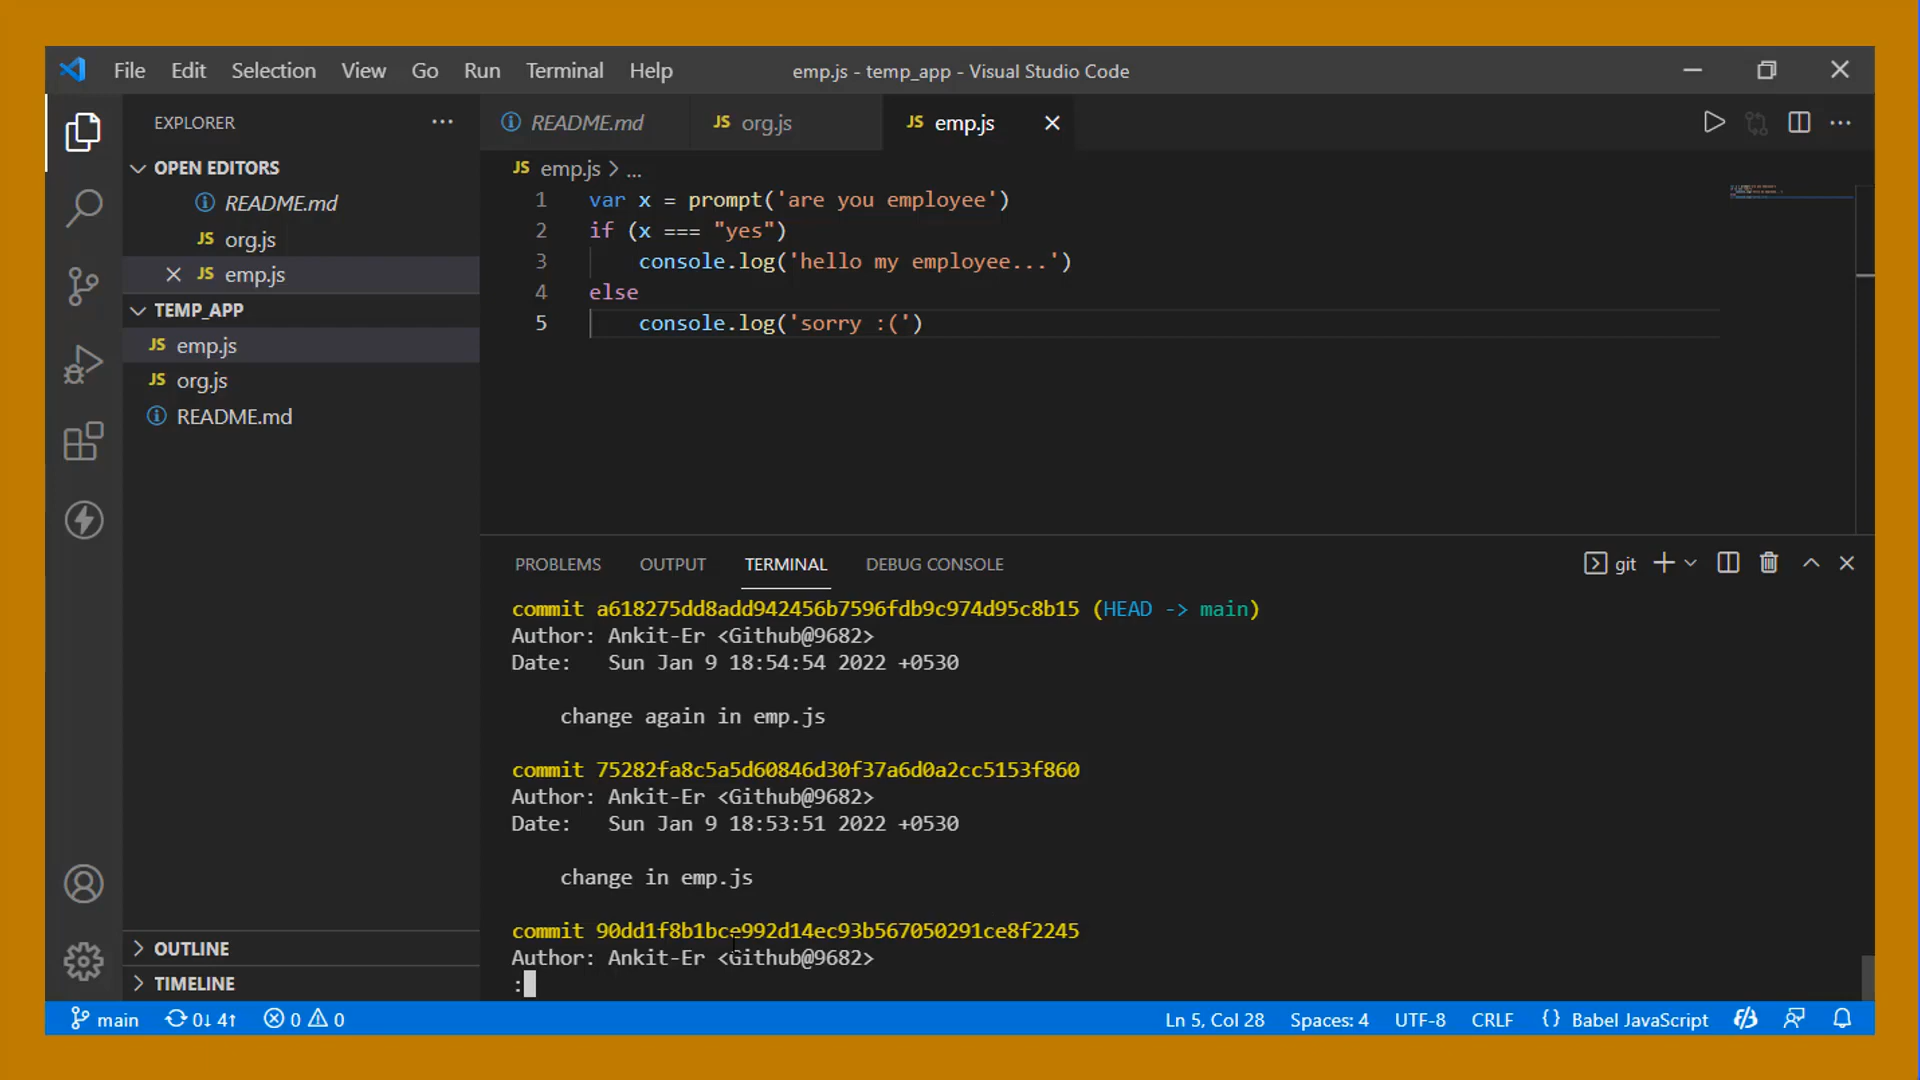 File Edit Selection View Go Run Terminal Help
emp.js - temp_app - Visual Studio Code
EXPLORER
OPEN EDITORS
README.md
org.js
emp.js
TEMP_APP
JS emp.js
JS org.js
README.md
OUTLINE
TIMELINE
README.md JS org.js JS emp.js
JS emp.js > ...
1 var x = prompt('are you employee')
2 if (x === "yes")
3 console.log('hello my employee...')
4 else
5 console.log('sorry :(')
PROBLEMS OUTPUT TERMINAL DEBUG CONSOLE
git
commit a618275dd8add942456b7596fdb9c974d95c8b15 (HEAD -> main)
Author: Ankit-Er <Github@9682>
Date: Sun Jan 9 18:54:54 2022 +0530
change again in emp.js
commit 75282fa8c5a5d60846d30f37a6d0a2cc5153f860
Author: Ankit-Er <Github@9682>
Date: Sun Jan 9 18:53:51 2022 +0530
change in emp.js
commit 90dd1f8b1bce992d14ec93b567050291ce8f2245
Author: Ankit-Er <Github@9682>
:
main 0↓ 4↑ 0 0
Ln 5, Col 28 Spaces: 4 UTF-8 CRLF {} Babel JavaScript